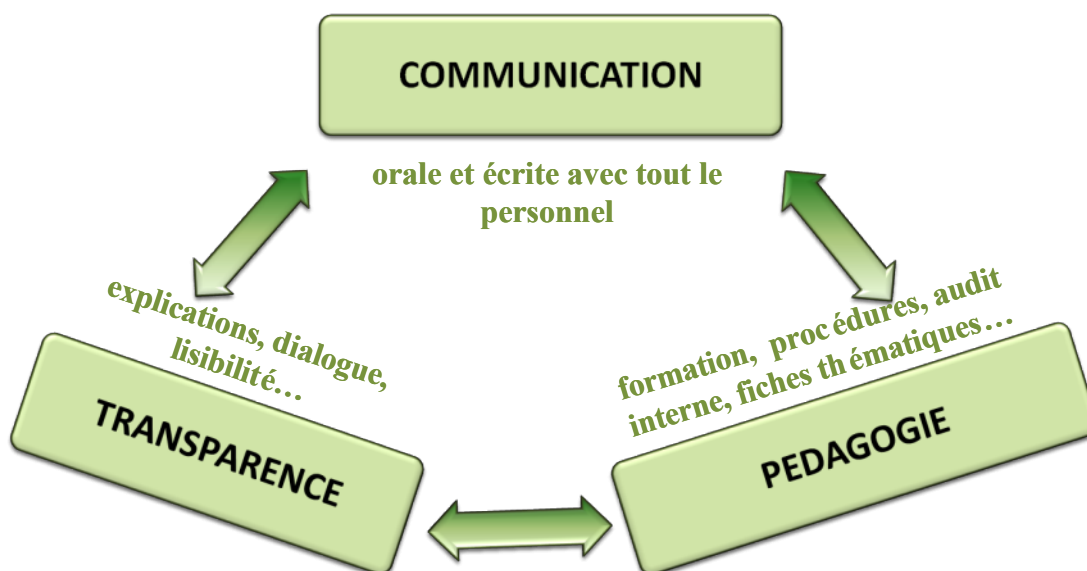 COMMUNICATION
orale et écrite avec tout le
personnel
explications, dialogue,
lisibilité...
TRANSPARENCE
formation, proc édures, audit
interne, fiches th ématiques...
PEDAGOGIE